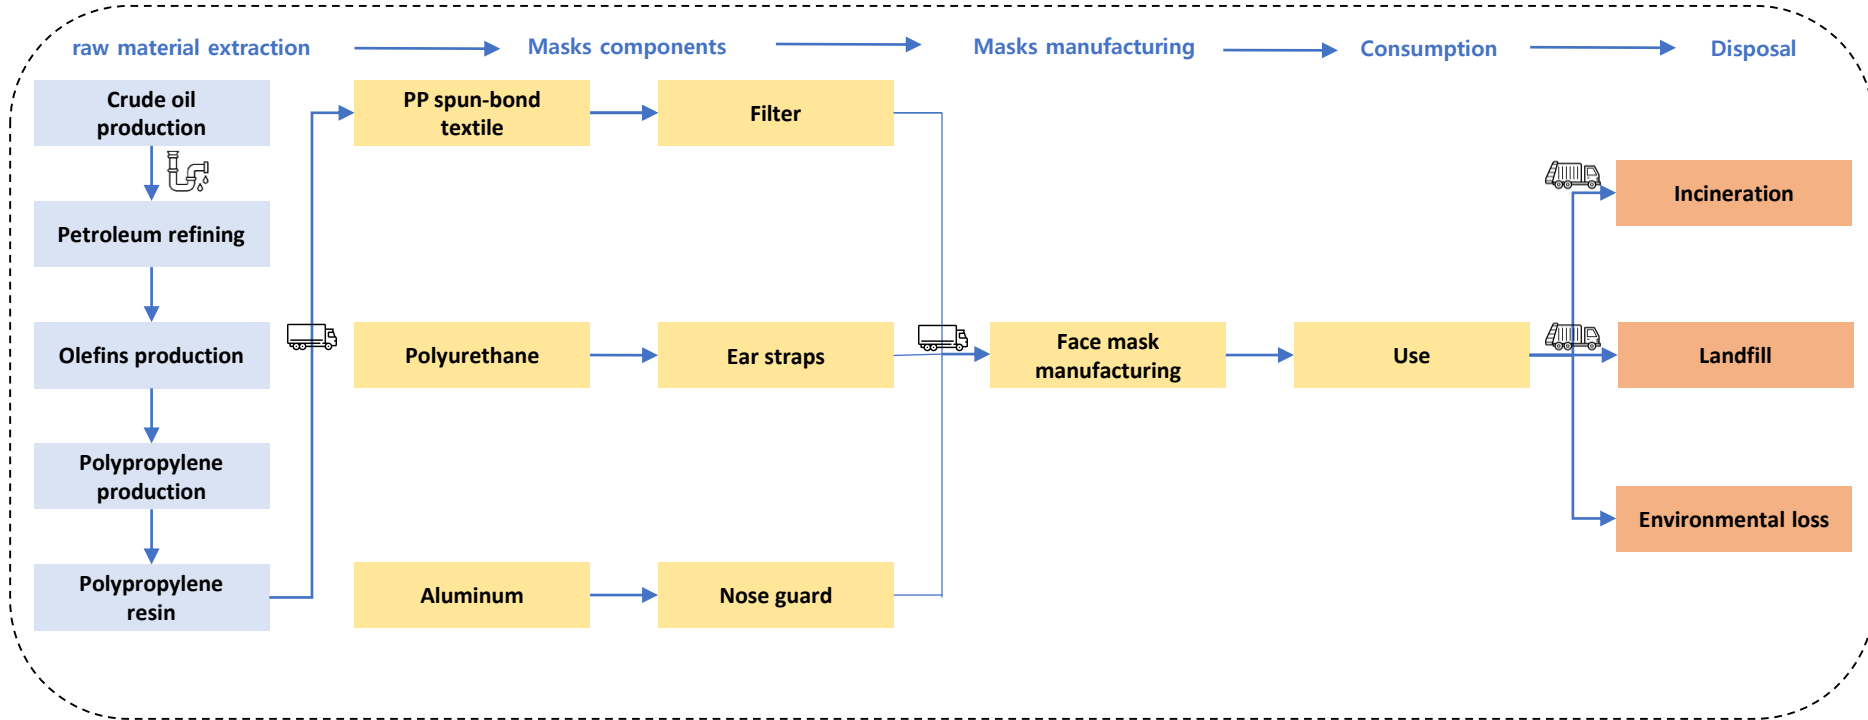 raw material extraction
Masks components
Masks manufacturing
Consumption
Disposal
Crude oil
production
PP spun-bond
textile
Filter
Incineration
Petroleum refining
Olefins production
Polyurethane
Ear straps
Face mask
manufacturing
Use
Landfill
Polypropylene
production
Environmental loss
Polypropylene
resin
Aluminum
Nose guard